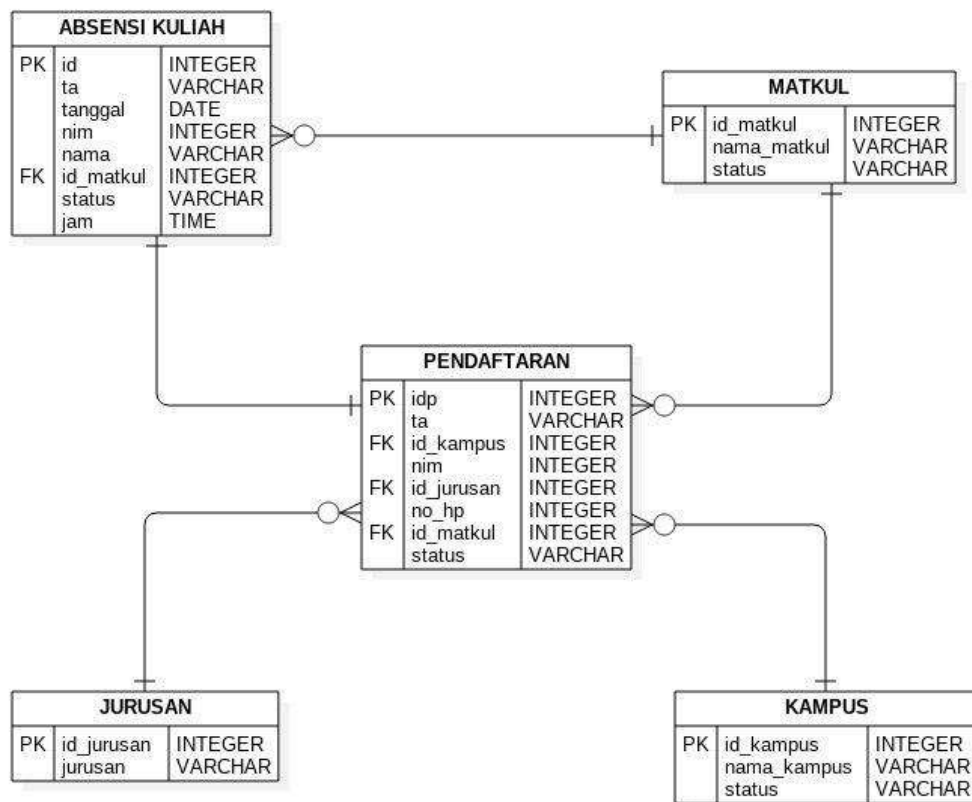 ABSENSI KULIAH
PK id INTEGER
ta VARCHAR
tanggal DATE
nim INTEGER
nama VARCHAR
FK id_matkul INTEGER
status VARCHAR
jam TIME
MATKUL
PK id_matkul INTEGER
nama_matkul VARCHAR
status VARCHAR
PENDAFTARAN
PK idp INTEGER
ta VARCHAR
FK id_kampus INTEGER
nim INTEGER
FK id_jurusan INTEGER
no_hp INTEGER
FK id_matkul INTEGER
status VARCHAR
JURUSAN
PK id_jurusan INTEGER
jurusan VARCHAR
KAMPUS
PK id_kampus INTEGER
nama_kampus VARCHAR
status VARCHAR